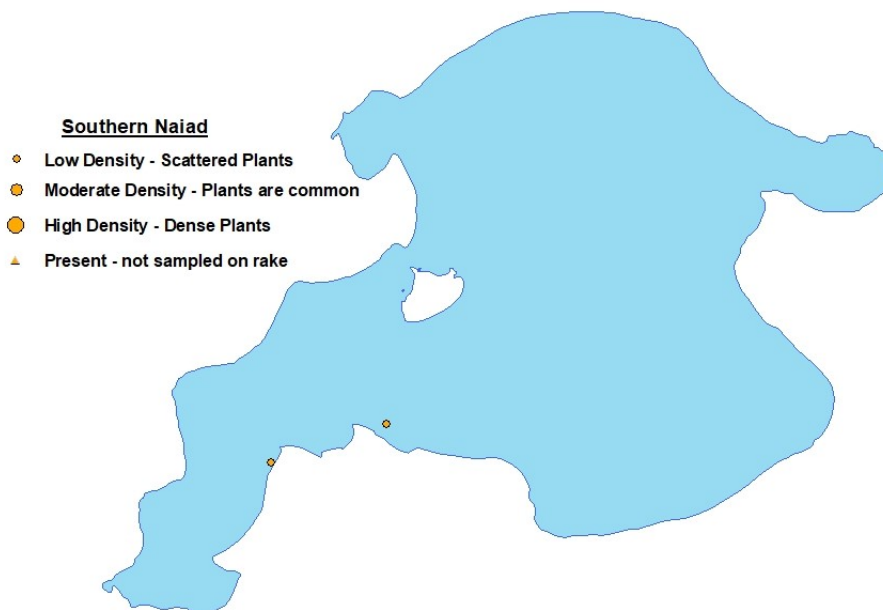 Southern Naiad
Low Density - Scattered Plants
Moderate Density - Plants are common
High Density - Dense Plants
Present - not sampled on rake